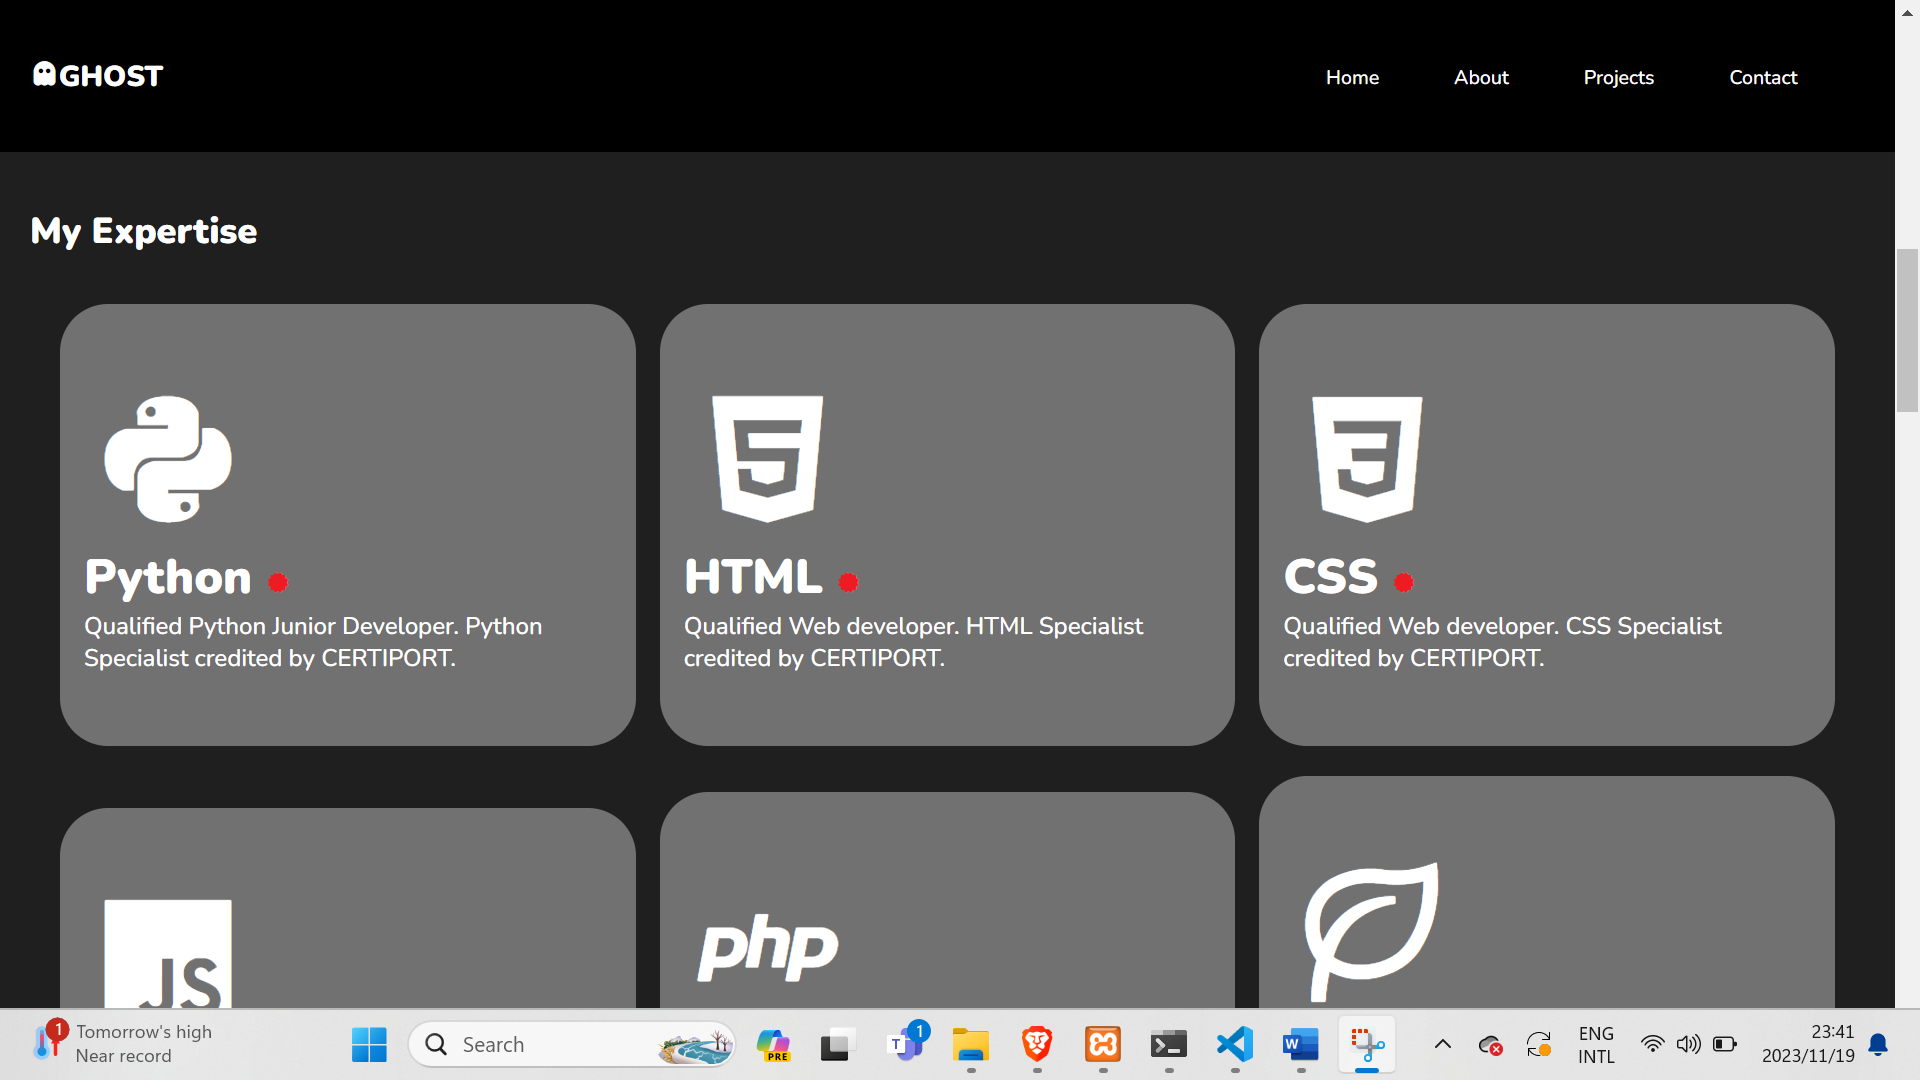 GHOST
Home
About
Projects
Contact
My Expertise
Python
Qualified Python Junior Developer. Python
Specialist credited by CERTIPORT.
HTML
Qualified Web developer. HTML Specialist
credited by CERTIPORT.
CSS
Qualified Web developer. CSS Specialist
credited by CERTIPORT.
JS
php
1
Tomorrow's high
Near record
Search
PRE
T
1
W
ENG
INTL
23:41
2023/11/19